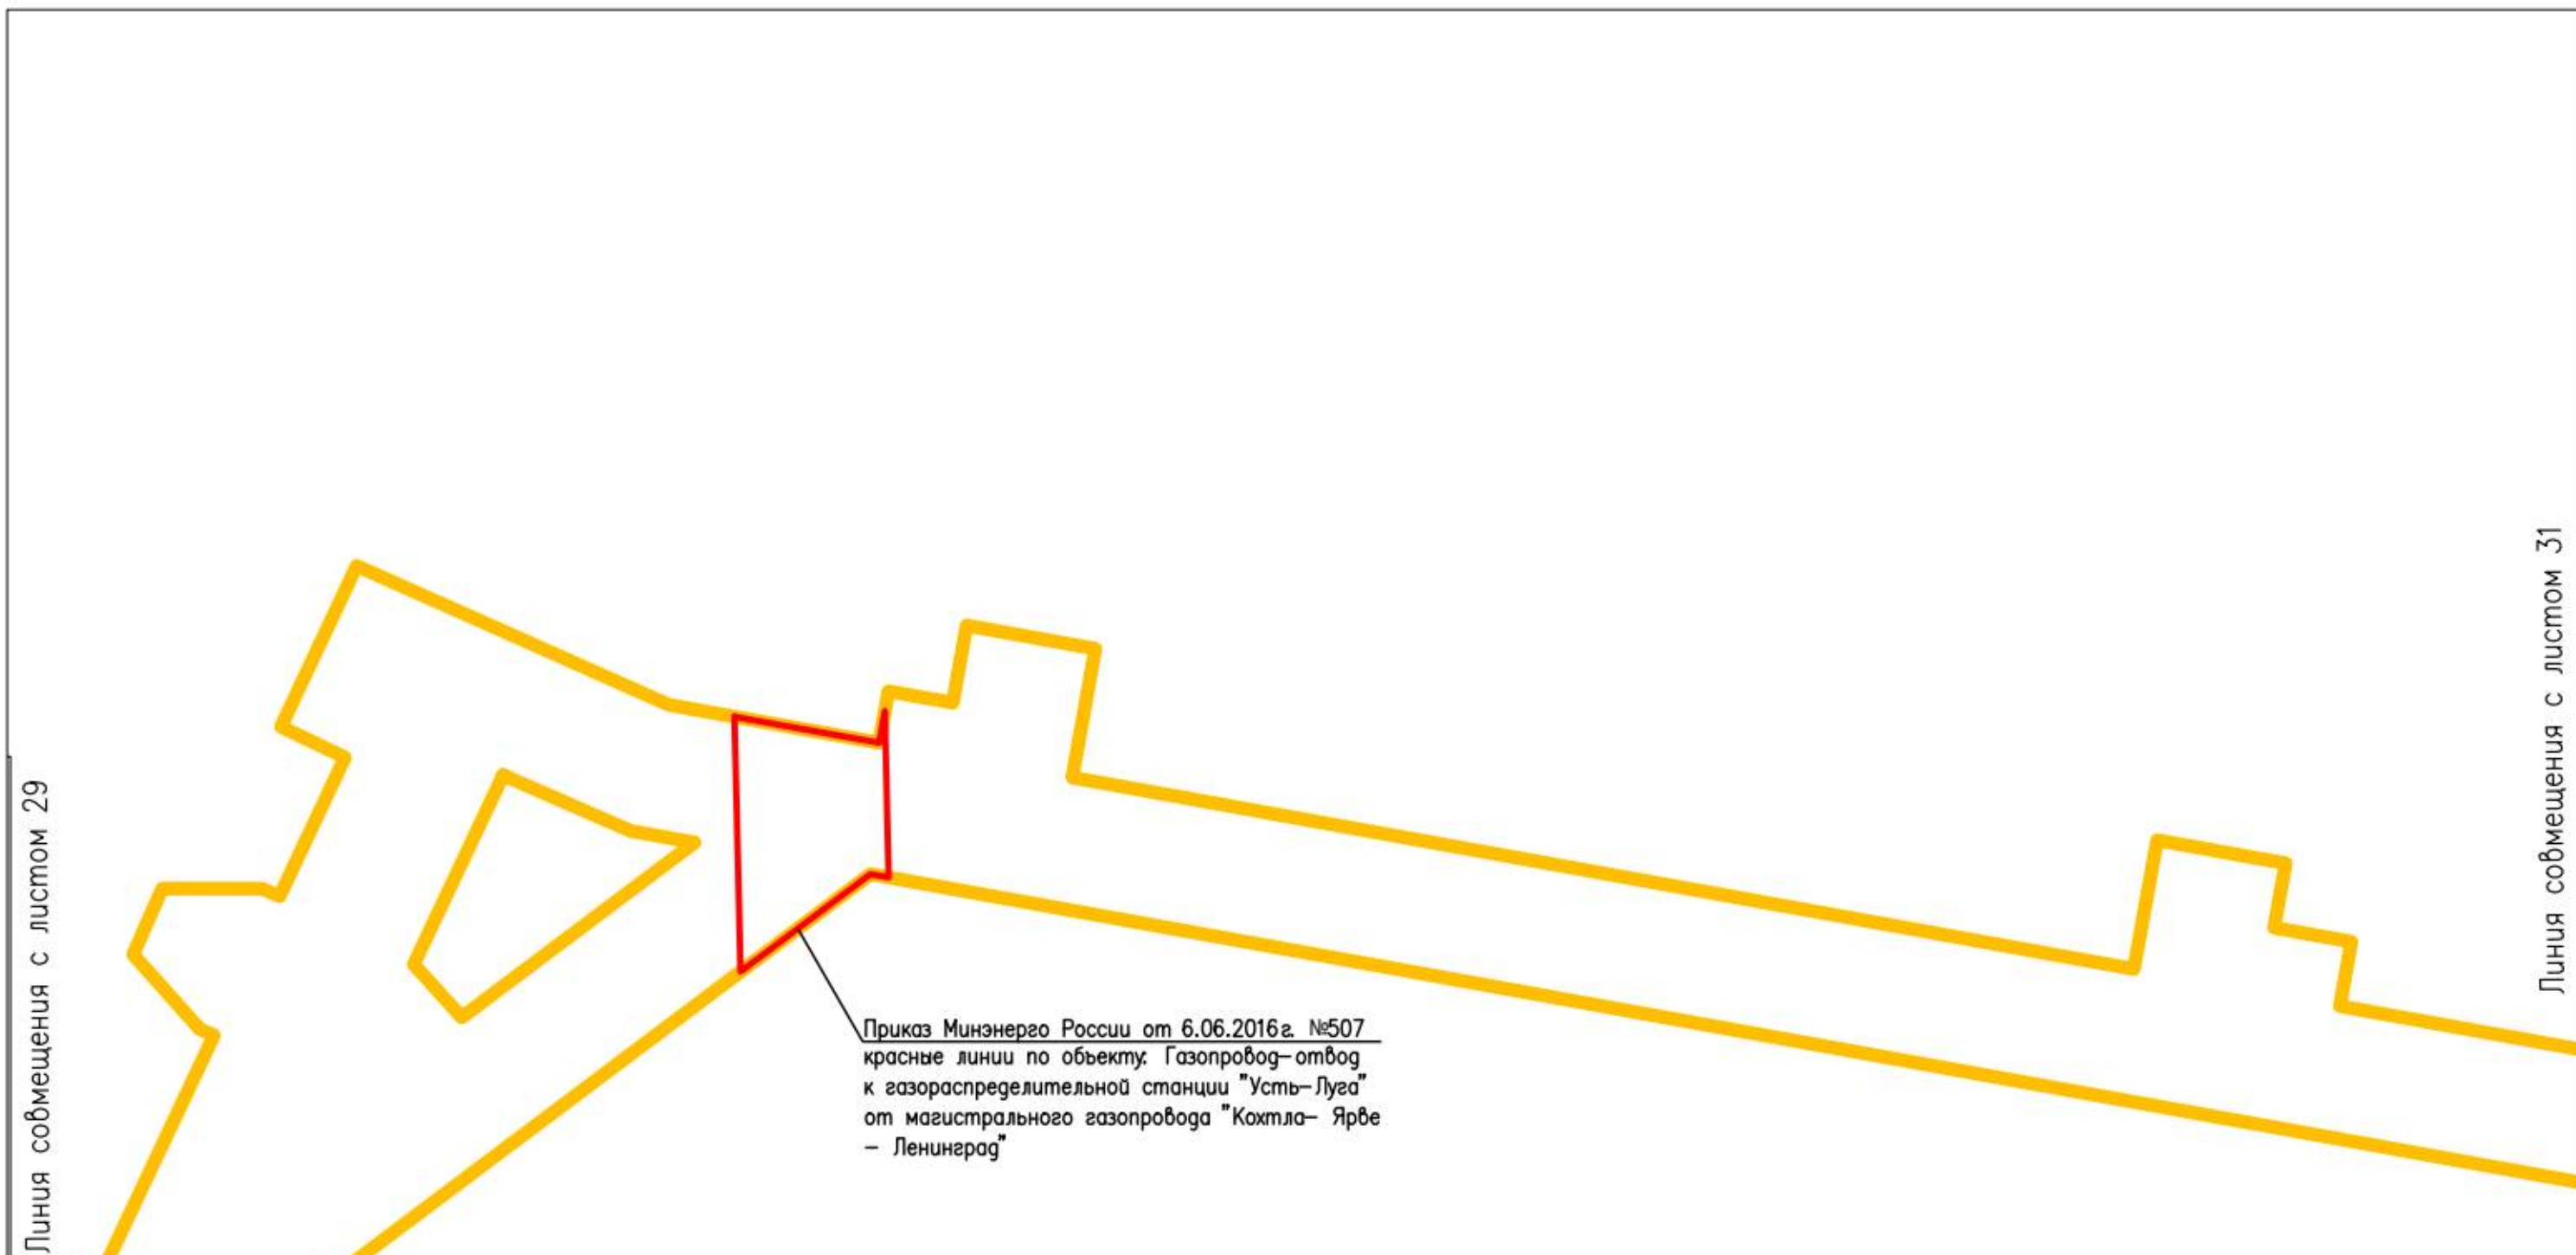 Линия совмещения с листом 29
Приказ Минэнерго России от 6.06.2016г. №507
красные линии по объекту: Газопровод-отвод
к газораспределительной станции "Усть-Луга"
от магистрального газопровода "Кохтла- Ярве
- Ленинград"
Линия совмещения с листом 31